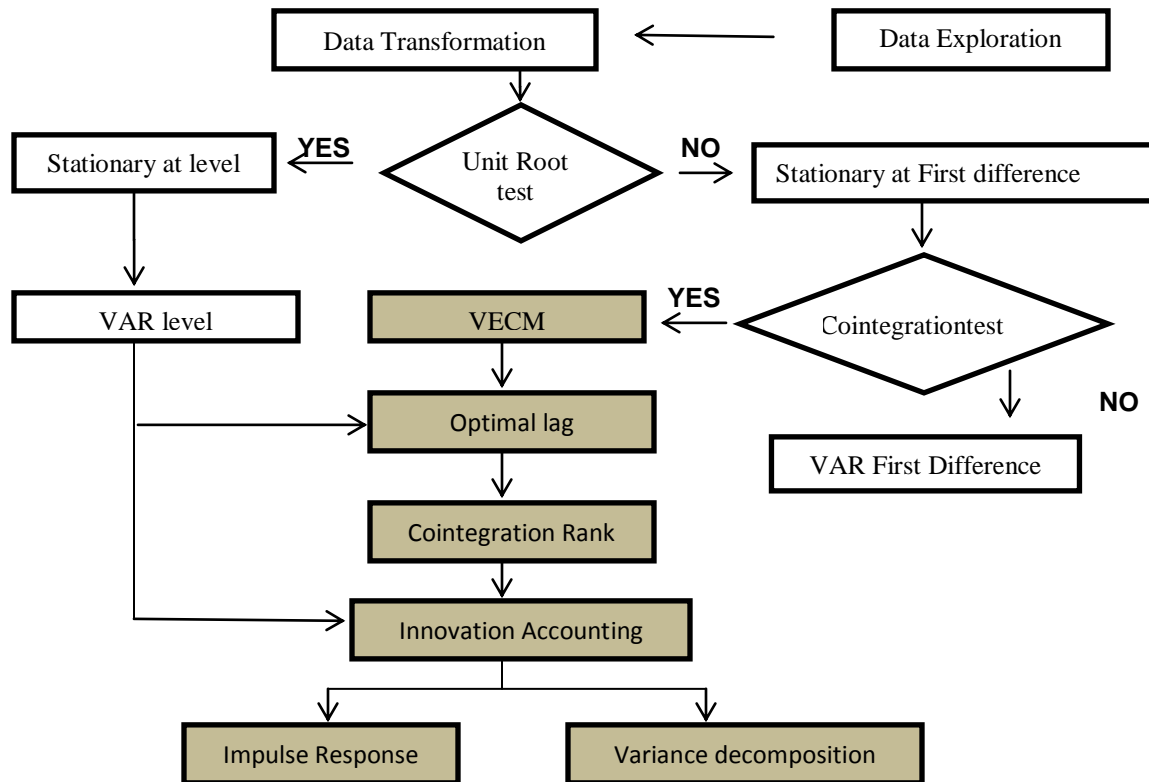 Data Transformation
Data Exploration
YES
Stationary at level
Unit Root
test
NO
Stationary at First difference
VAR level
VECM
YES
Cointegrationtest
NO
Optimal lag
VAR First Difference
Cointegration Rank
Innovation Accounting
Impulse Response
Variance decomposition